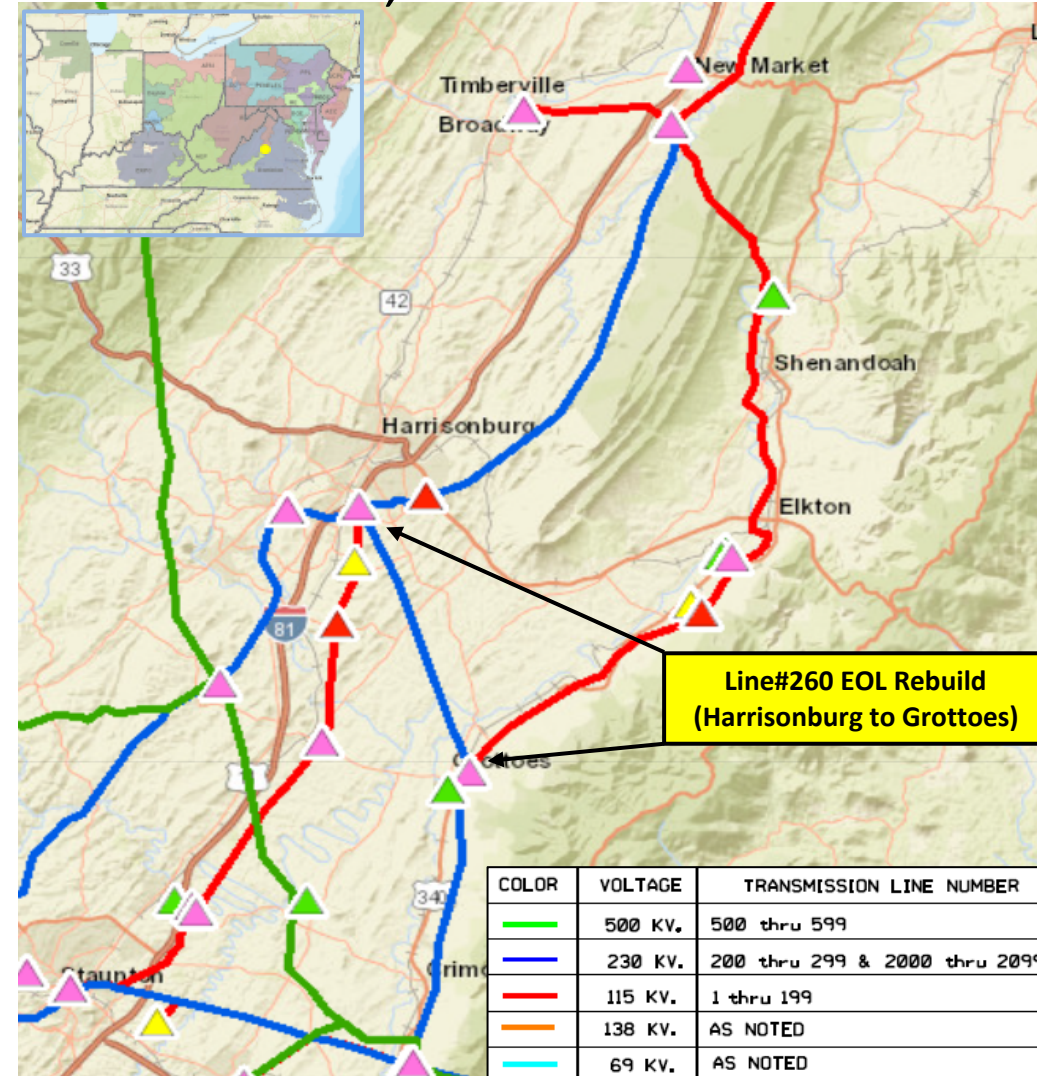 New Market
Timberville
Broadway
33
42
Shenandoah
Harrisonburg
Elkton
81
Line#260 EOL Rebuild
(Harrisonburg to Grottoes)
Grottoes
340
Staunton
Grimo
COLOR VOLTAGE TRANSMISSION LINE NUMBER
500 KV. 500 thru 599
230 KV. 200 thru 299 & 2000 thru 2099
115 KV. 1 thru 199
138 KV. AS NOTED
69 KV. AS NOTED